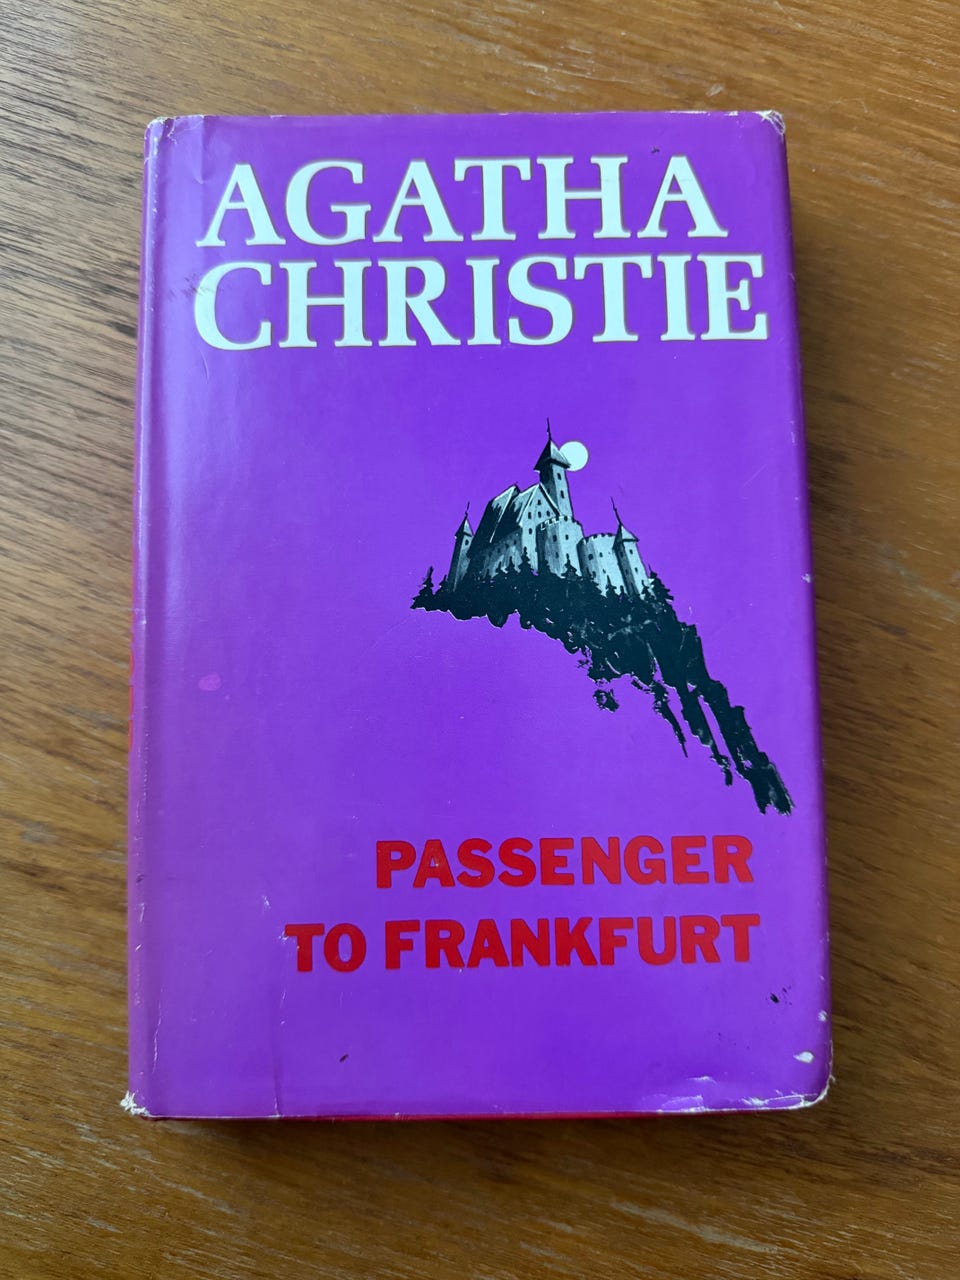 AGATHA
CHRISTIE
PASSENGER
TO FRANKFURT